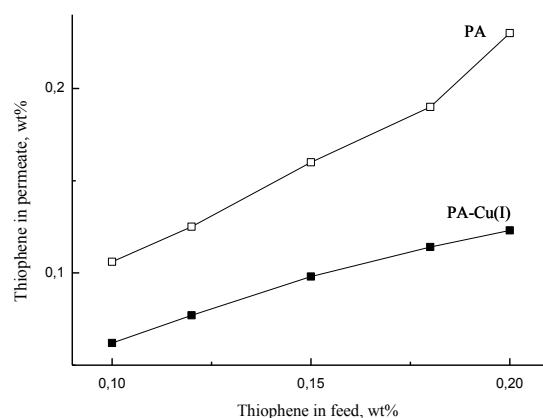 PA
0,2
PA-Cu(I)
0,1
Thiophene in permeate, wt%
0,10
0,15
0,20
Thiophene in feed, wt%